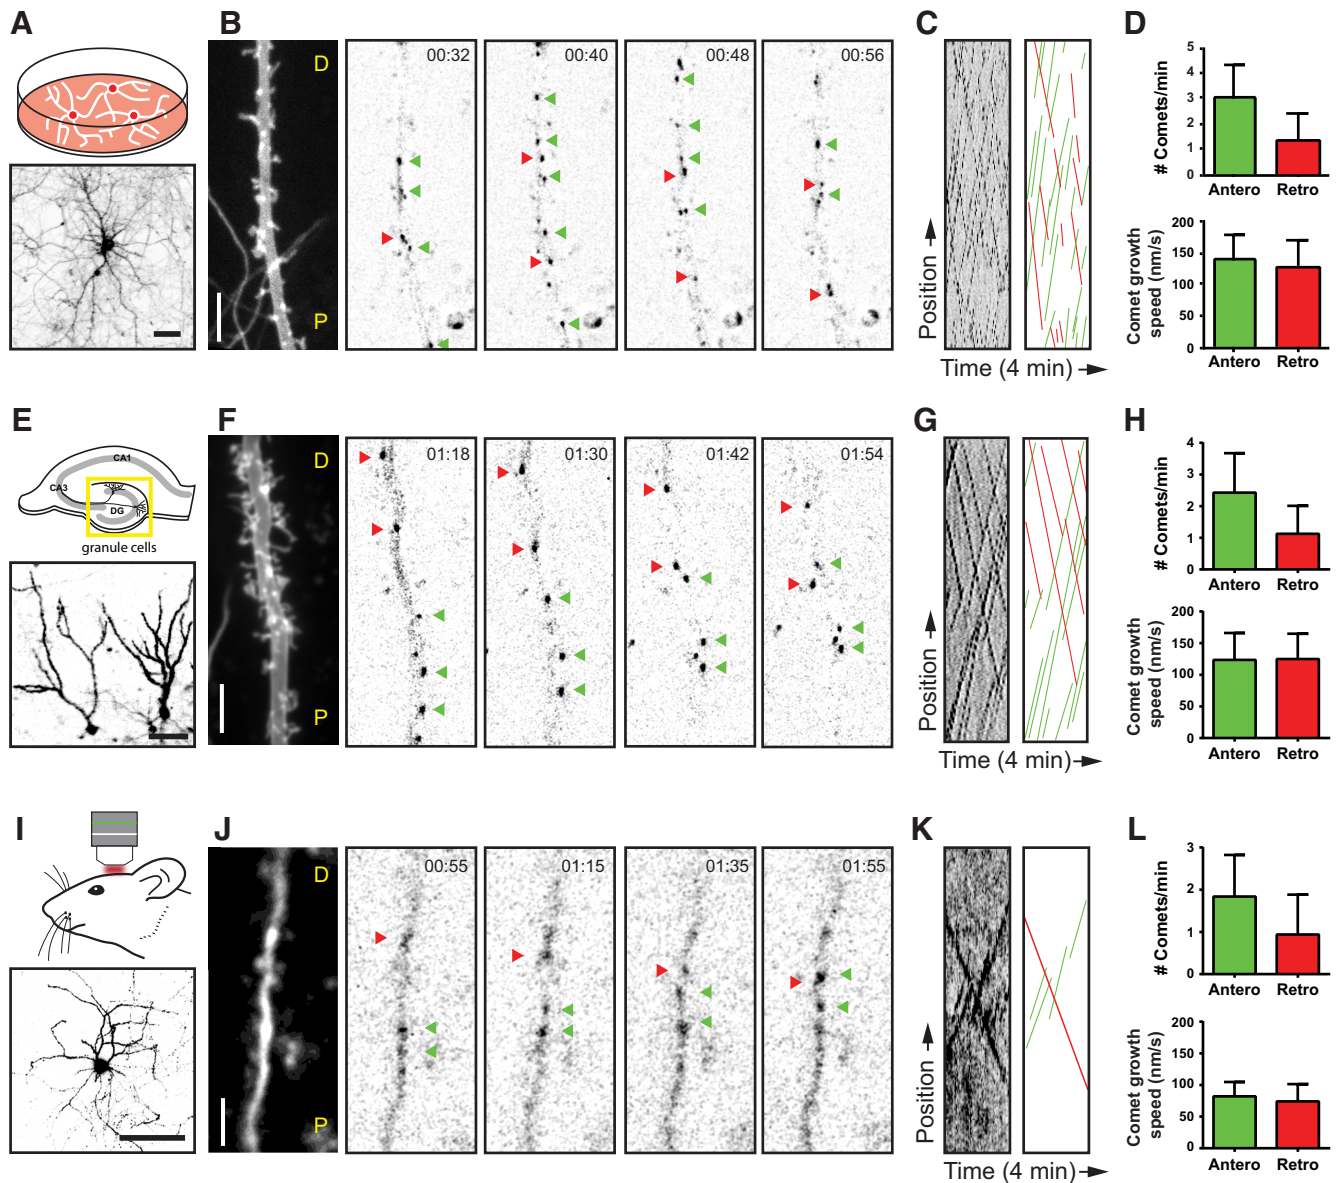 A
B
C
D
D
P
00:32
00:40
00:48
00:56
Position
Time (4 min)
# Comets/min
5
4
3
2
1
0
Antero
Retro
Comet growth
speed (nm/s)
200
150
100
50
0
Antero
Retro
E
F
G
H
CA1
CA3
DG
granule cells
D
P
01:18
01:30
01:42
01:54
Position
Time (4 min)
# Comets/min
4
3
2
1
0
Antero
Retro
Comet growth
speed (nm/s)
200
150
100
50
0
Antero
Retro
I
J
K
L
D
P
00:55
01:15
01:35
01:55
Position
Time (4 min)
# Comets/min
3
2
1
0
Antero
Retro
Comet growth
speed (nm/s)
200
150
100
50
0
Antero
Retro